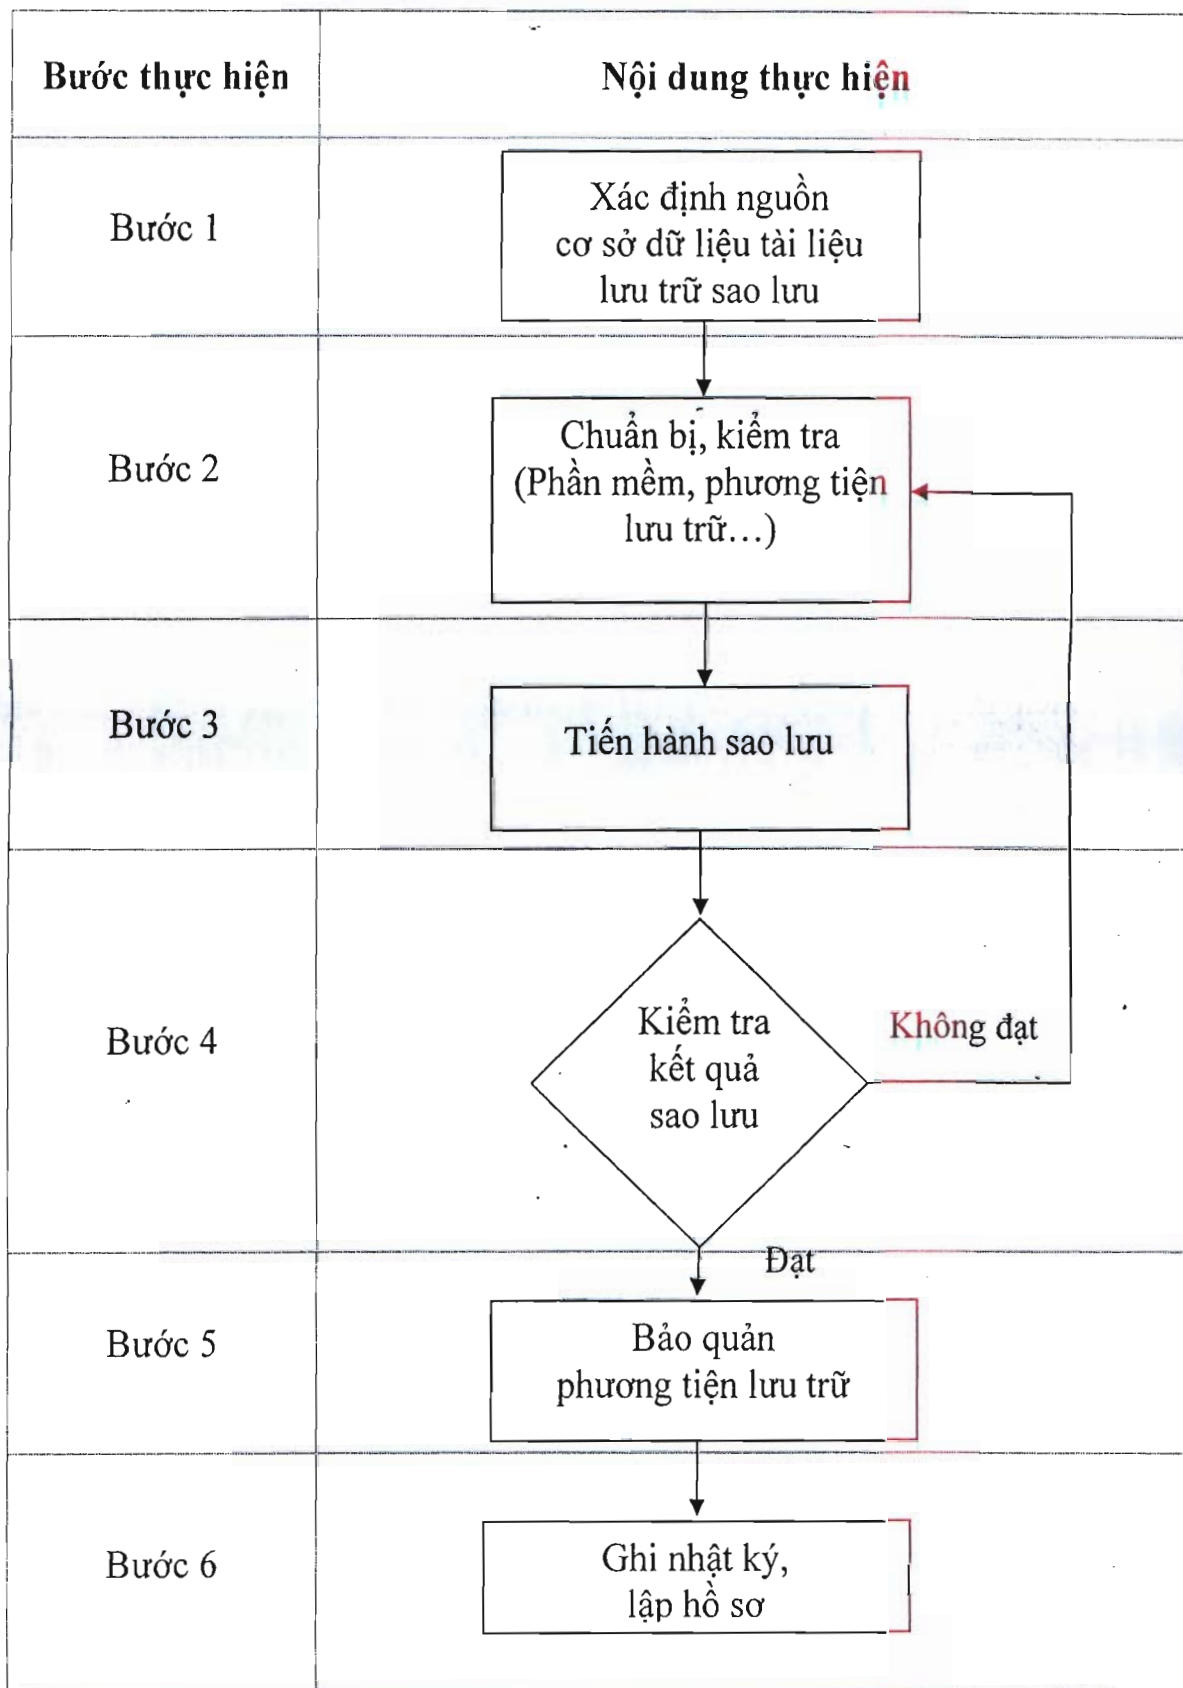 Bước thực hiện
Nội dung thực hiện
Bước 1
Xác định nguồn
cơ sở dữ liệu tài liệu
lưu trữ sao lưu
Bước 2
Chuẩn bị, kiểm tra
(Phần mềm, phương tiện
lưu trữ...)
Bước 3
Tiến hành sao lưu
Bước 4
Kiểm tra
kết quả
sao lưu
Không đạt
Đạt
Bước 5
Bảo quản
phương tiện lưu trữ
Bước 6
Ghi nhật ký,
lập hồ sơ